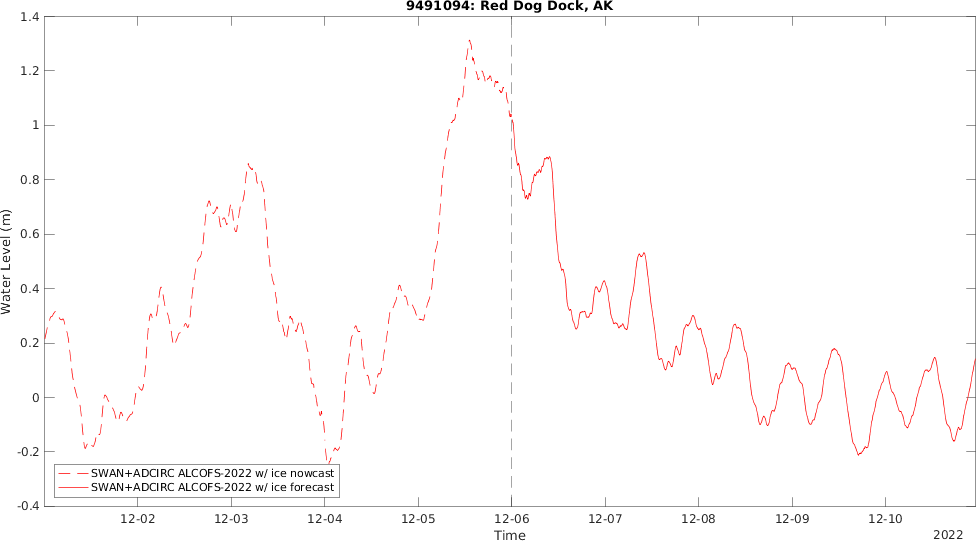 9491094: Red Dog Dock, AK
1.4
1.2
1
0.8
0.6
0.4
0.2
0
-0.2
-0.4
Water Level (m)
SWAN+ADCIRC ALCOFS-2022 w/ ice nowcast
SWAN+ADCIRC ALCOFS-2022 w/ ice forecast
12-02 12-03 12-04 12-05 12-06 12-07 12-08 12-09 12-10
Time
2022